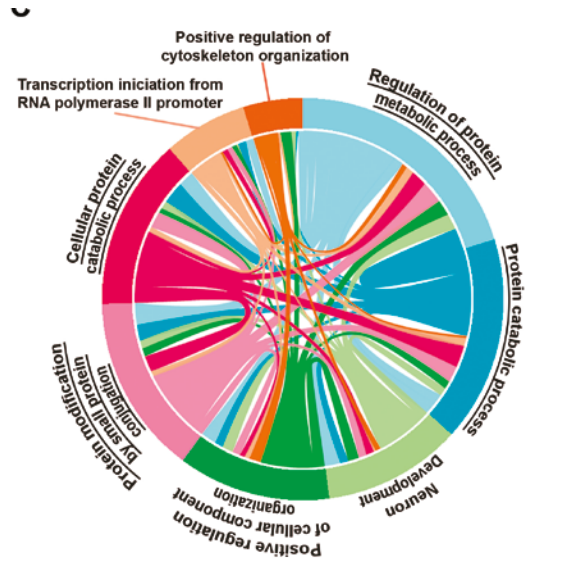 Positive regulation of
cytoskeleton organization
Transcription iniciation from
RNA polymerase II promoter
Regulation of protein
metabolic process
Protein catabolic process
Neuron
Development
Positive regulation
of cellular component
organization
Protein modification
by small protein
conjugation
Cellular protein
catabolic process